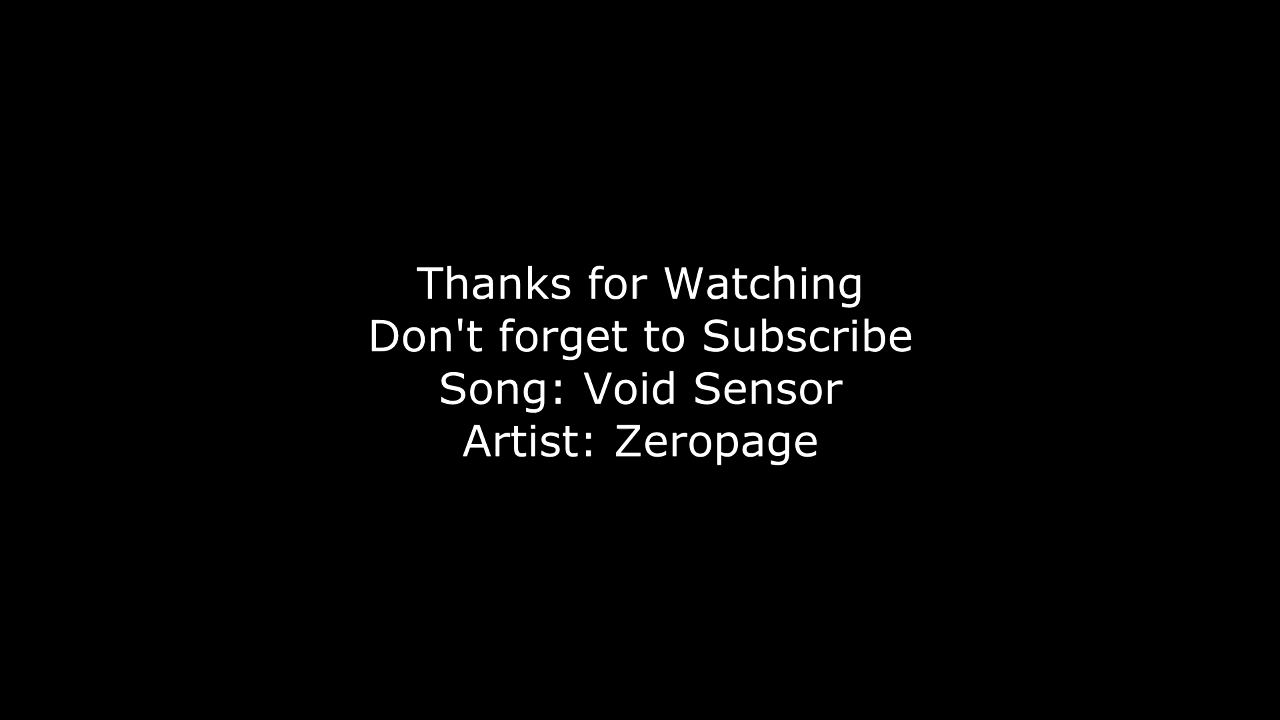 Thanks for Watching
Don't forget to Subscribe
Song: Void Sensor
Artist: Zeropage